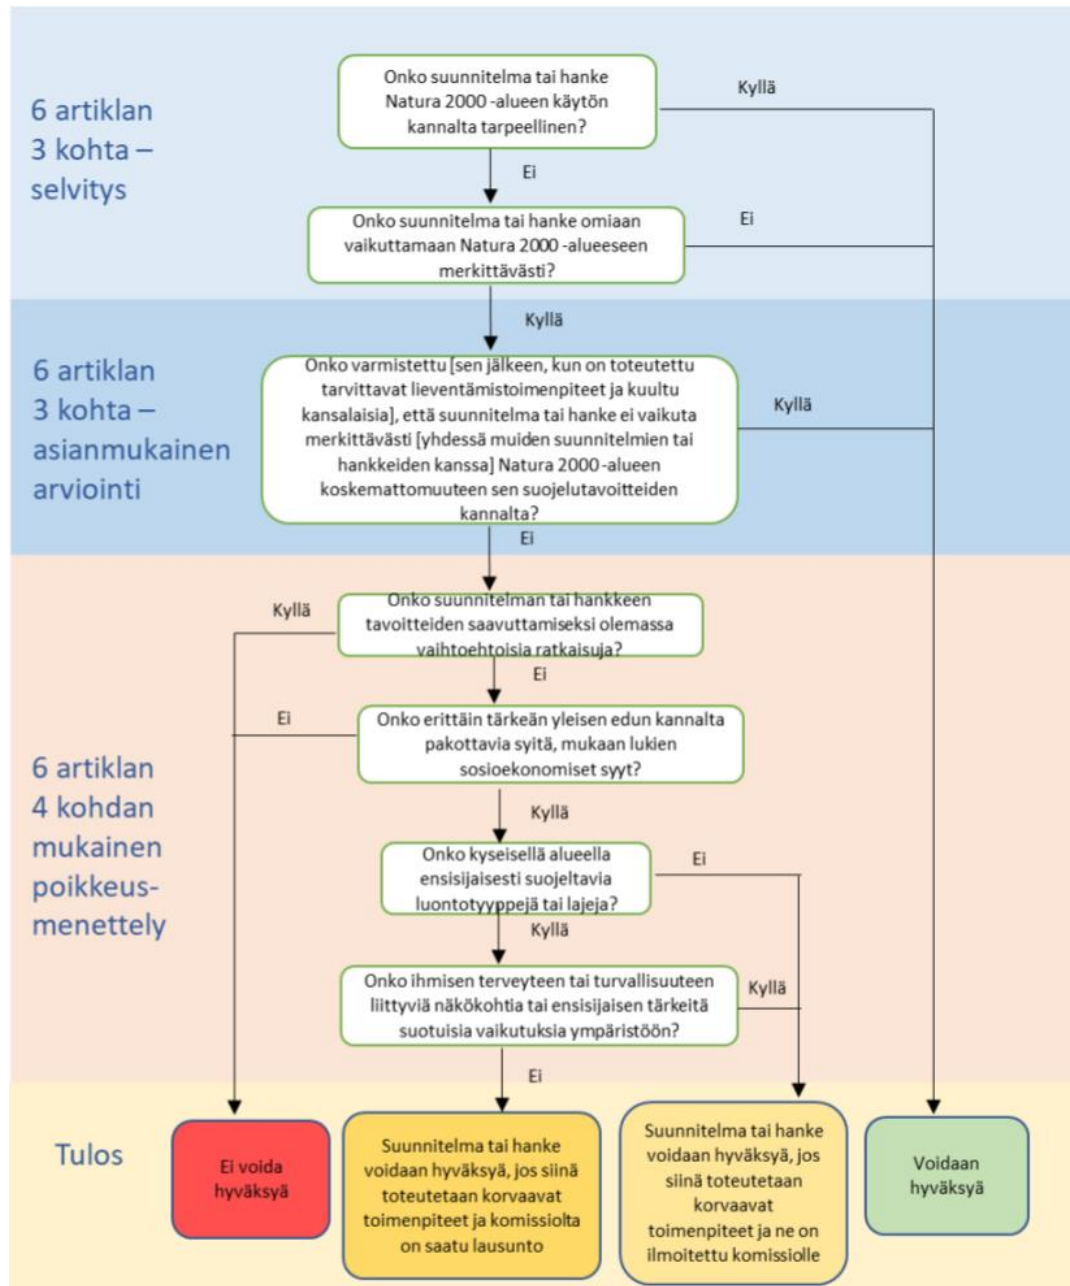 Onko suunnitelma tai hanke
Natura 2000 -alueen käytön
kannalta tarpeellinen?
Kyllä
6 artiklan
3 kohta –
selvitys
Ei
Onko suunnitelma tai hanke omiaan
vaikuttamaan Natura 2000 -alueeseen
merkittävästi?
Ei
Kyllä
6 artiklan
3 kohta –
asianmukainen
arviointi
Onko varmistettu [sen jälkeen, kun on toteutettu
tarvittavat lieventämistoimenpiteet ja kuultu
kansalaisia], että suunnitelma tai hanke ei vaikuta
merkittävästi [yhdessä muiden suunnitelmien tai
hankkeiden kanssa] Natura 2000 -alueen
koskemattomuuteen sen suojelutavoitteiden
kannalta?
Kyllä
Ei
Onko suunnitelman tai hankkeen
tavoitteiden saavuttamiseksi olemassa
vaihtoehtoisia ratkaisuja?
Kyllä
Ei
Onko erittäin tärkeän yleisen edun kannalta
pakottavia syitä, mukaan lukien
sosioekonomiset syyt?
Ei
6 artiklan
4 kohdan
mukainen
poikkeus-
menettely
Kyllä
Onko kyseisellä alueella
ensisijaisesti suojeltavia
luontotyyppejä tai lajeja?
Ei
Kyllä
Onko ihmisen terveyteen tai turvallisuuteen
liittyviä näkökohtia tai ensisijaisen tärkeitä
suotuisia vaikutuksia ympäristöön?
Kyllä
Ei
Tulos
Ei voida
hyväksyä
Suunnitelma tai hanke
voidaan hyväksyä, jos siinä
toteutetaan korvaavat
toimenpiteet ja komissiolta
on saatu lausunto
Suunnitelma tai hanke
voidaan hyväksyä, jos
siinä toteutetaan
korvaavat
toimenpiteet ja ne on
ilmoitettu komissiolle
Voidaan
hyväksyä